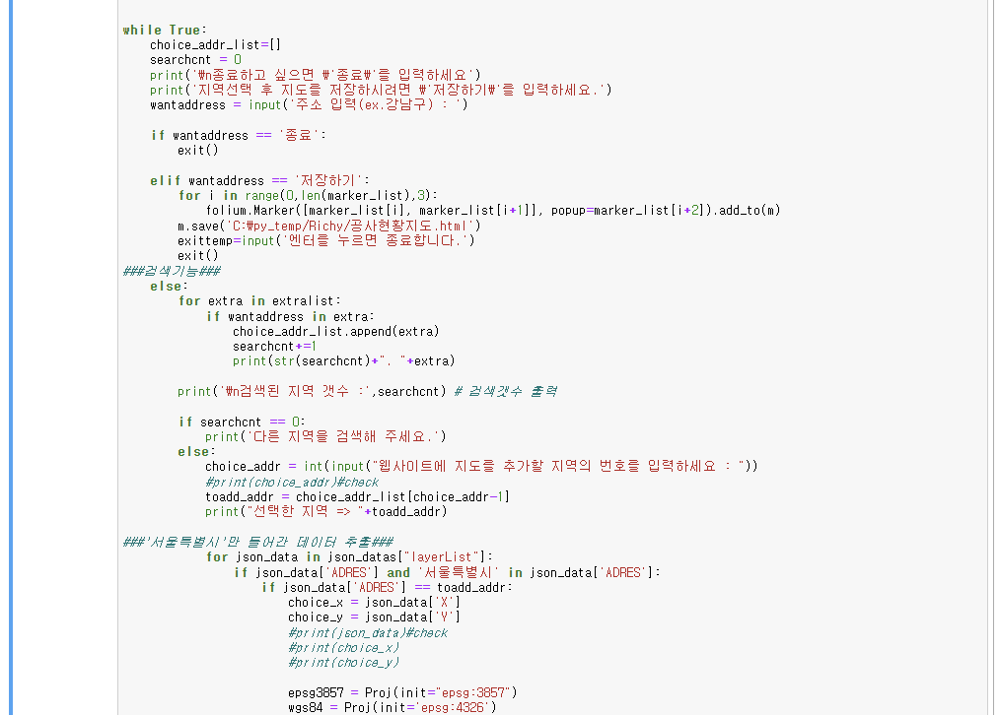 while True:
    choice_addr_list=[]
    searchcnt = 0
    print('₩n종료하고 싶으면 ₩'종료₩'를 입력하세요')
    print('지역선택 후 지도를 저장하시려면 ₩'저장하기₩'를 입력하세요.')
    wantaddress = input('주소 입력(ex.강남구) : ')
    if wantaddress == '종료':
        exit()
    elif wantaddress == '저장하기':
        for i in range(0,len(marker_list),3):
            folium.Marker([marker_list[i], marker_list[i+1]], popup=marker_list[i+2]).add_to(m)
        m.save('C:₩py_temp/Richy/공사현황지도.html')
        exittemp=input('엔터를 누르면 종료합니다.')
        exit()
###검색기능###
    else:
        for extra in extralist:
            if wantaddress in extra:
                choice_addr_list.append(extra)
                searchcnt+=1
                print(str(searchcnt)+". "+extra)
        print('₩n검색된 지역 갯수 :',searchcnt) # 검색갯수 출력
        if searchcnt == 0:
            print('다른 지역을 검색해 주세요.')
        else:
            choice_addr = int(input("웹사이트에 지도를 추가할 지역의 번호를 입력하세요 : "))
            #print(choice_addr)#check
            toadd_addr = choice_addr_list[choice_addr-1]
            print("선택한 지역 => "+toadd_addr)
###'서울특별시'만 들어간 데이터 추출###
            for json_data in json_datas["layerList"]:
                if json_data['ADRES'] and '서울특별시' in json_data['ADRES']:
                    if json_data['ADRES'] == toadd_addr:
                        choice_x = json_data['X']
                        choice_y = json_data['Y']
                        #print(json_data)#check
                        #print(choice_x)
                        #print(choice_y)
                        epsg3857 = Proj(init="epsg:3857")
                        wgs84 = Proj(init='epsg:4326')